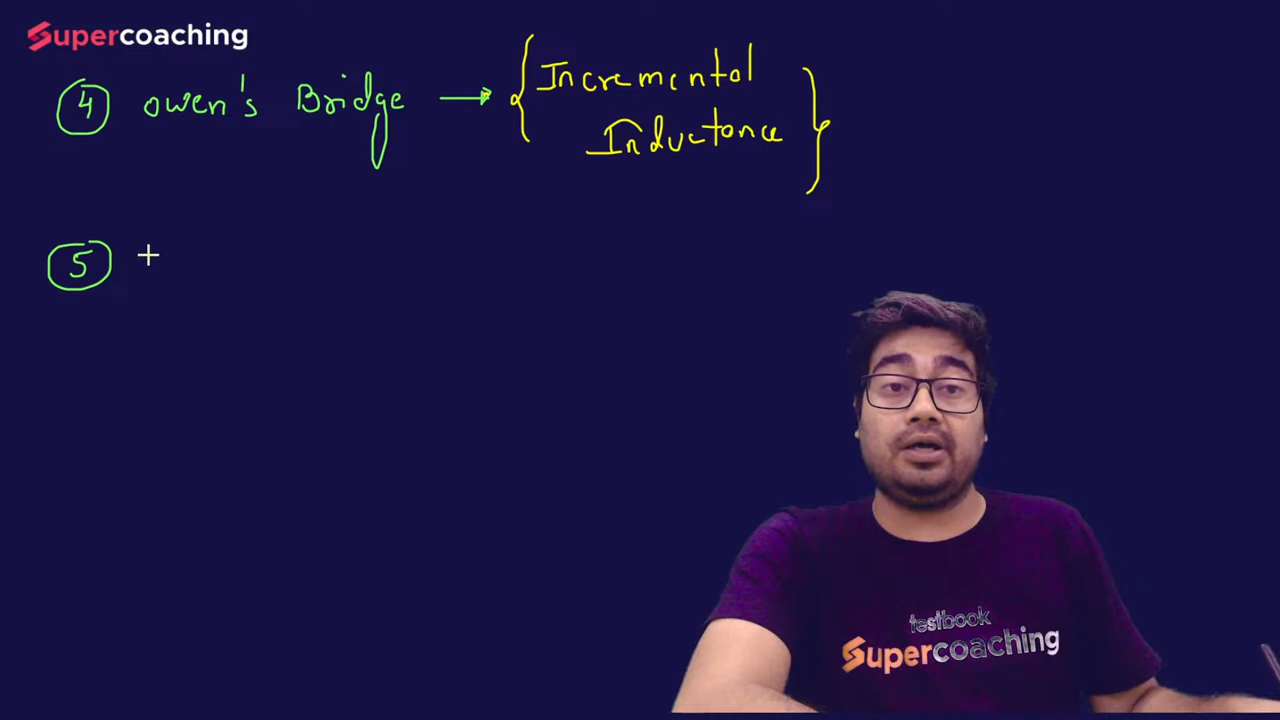 Supercoaching
4 Owen's Bridge → { Incremental
Inductance }
5
testbook
Supercoaching